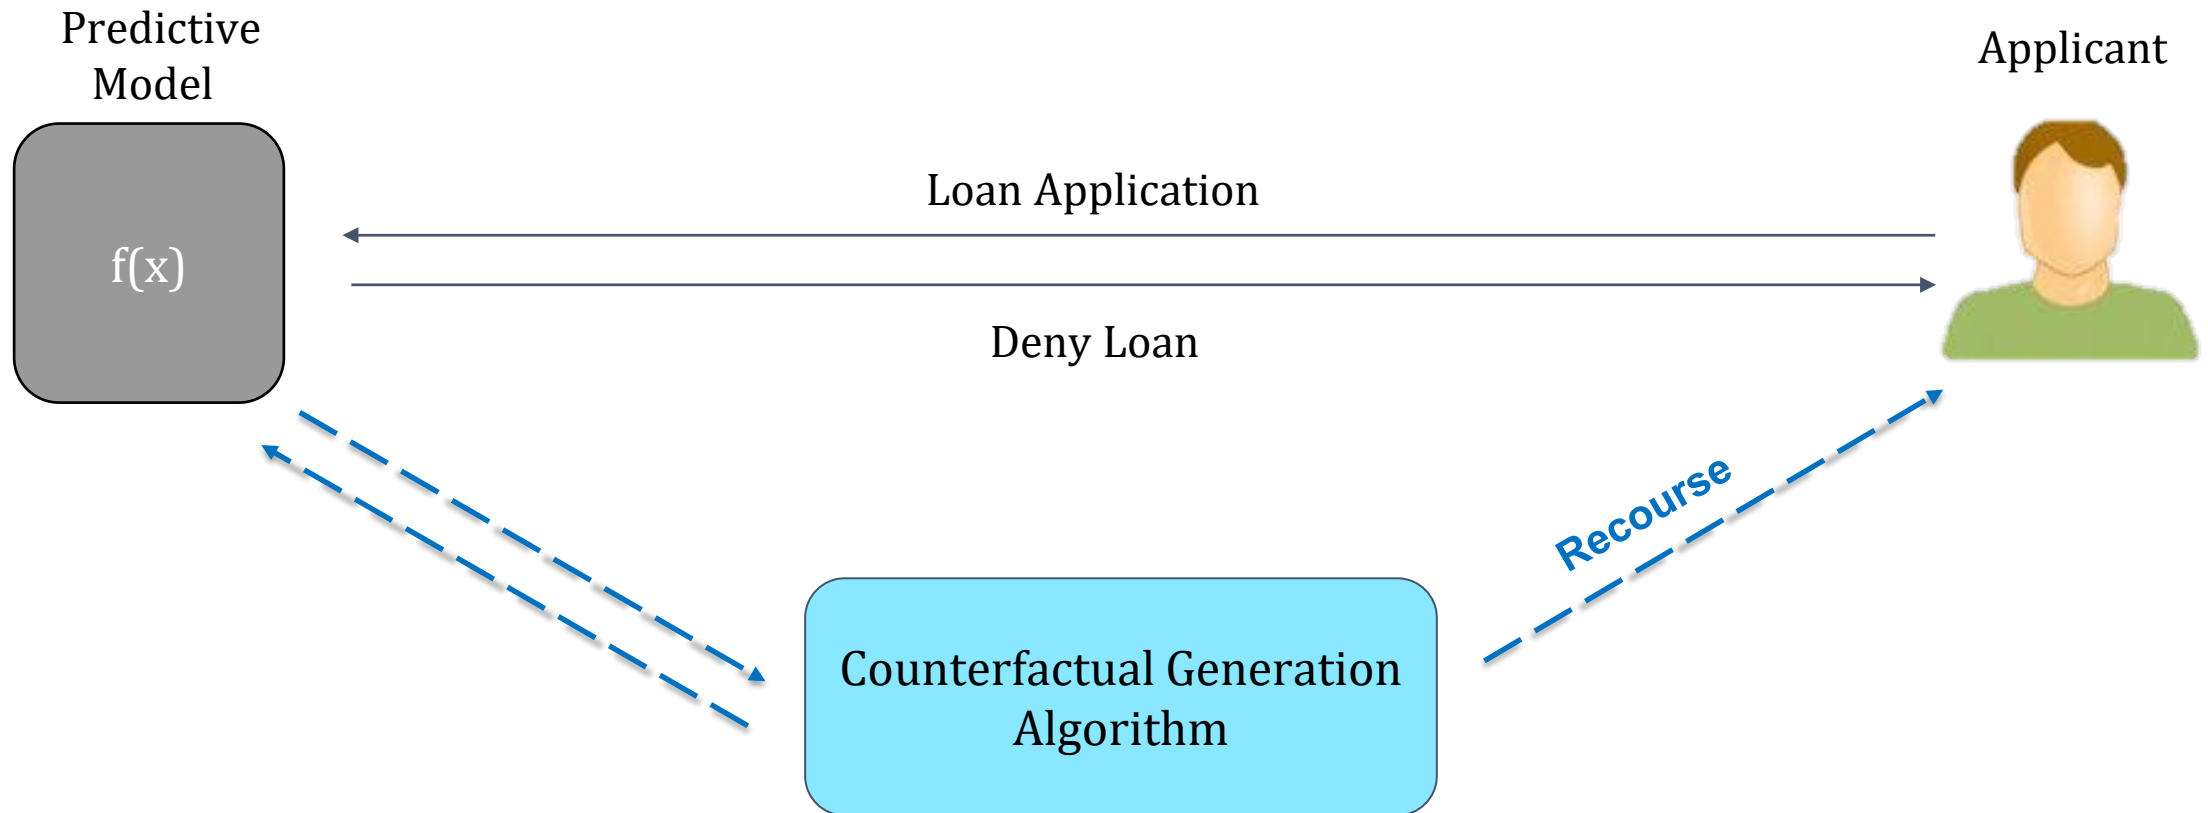 Predictive
Model
Applicant
Loan Application
f(x)
Deny Loan
Recourse
Counterfactual Generation
Algorithm